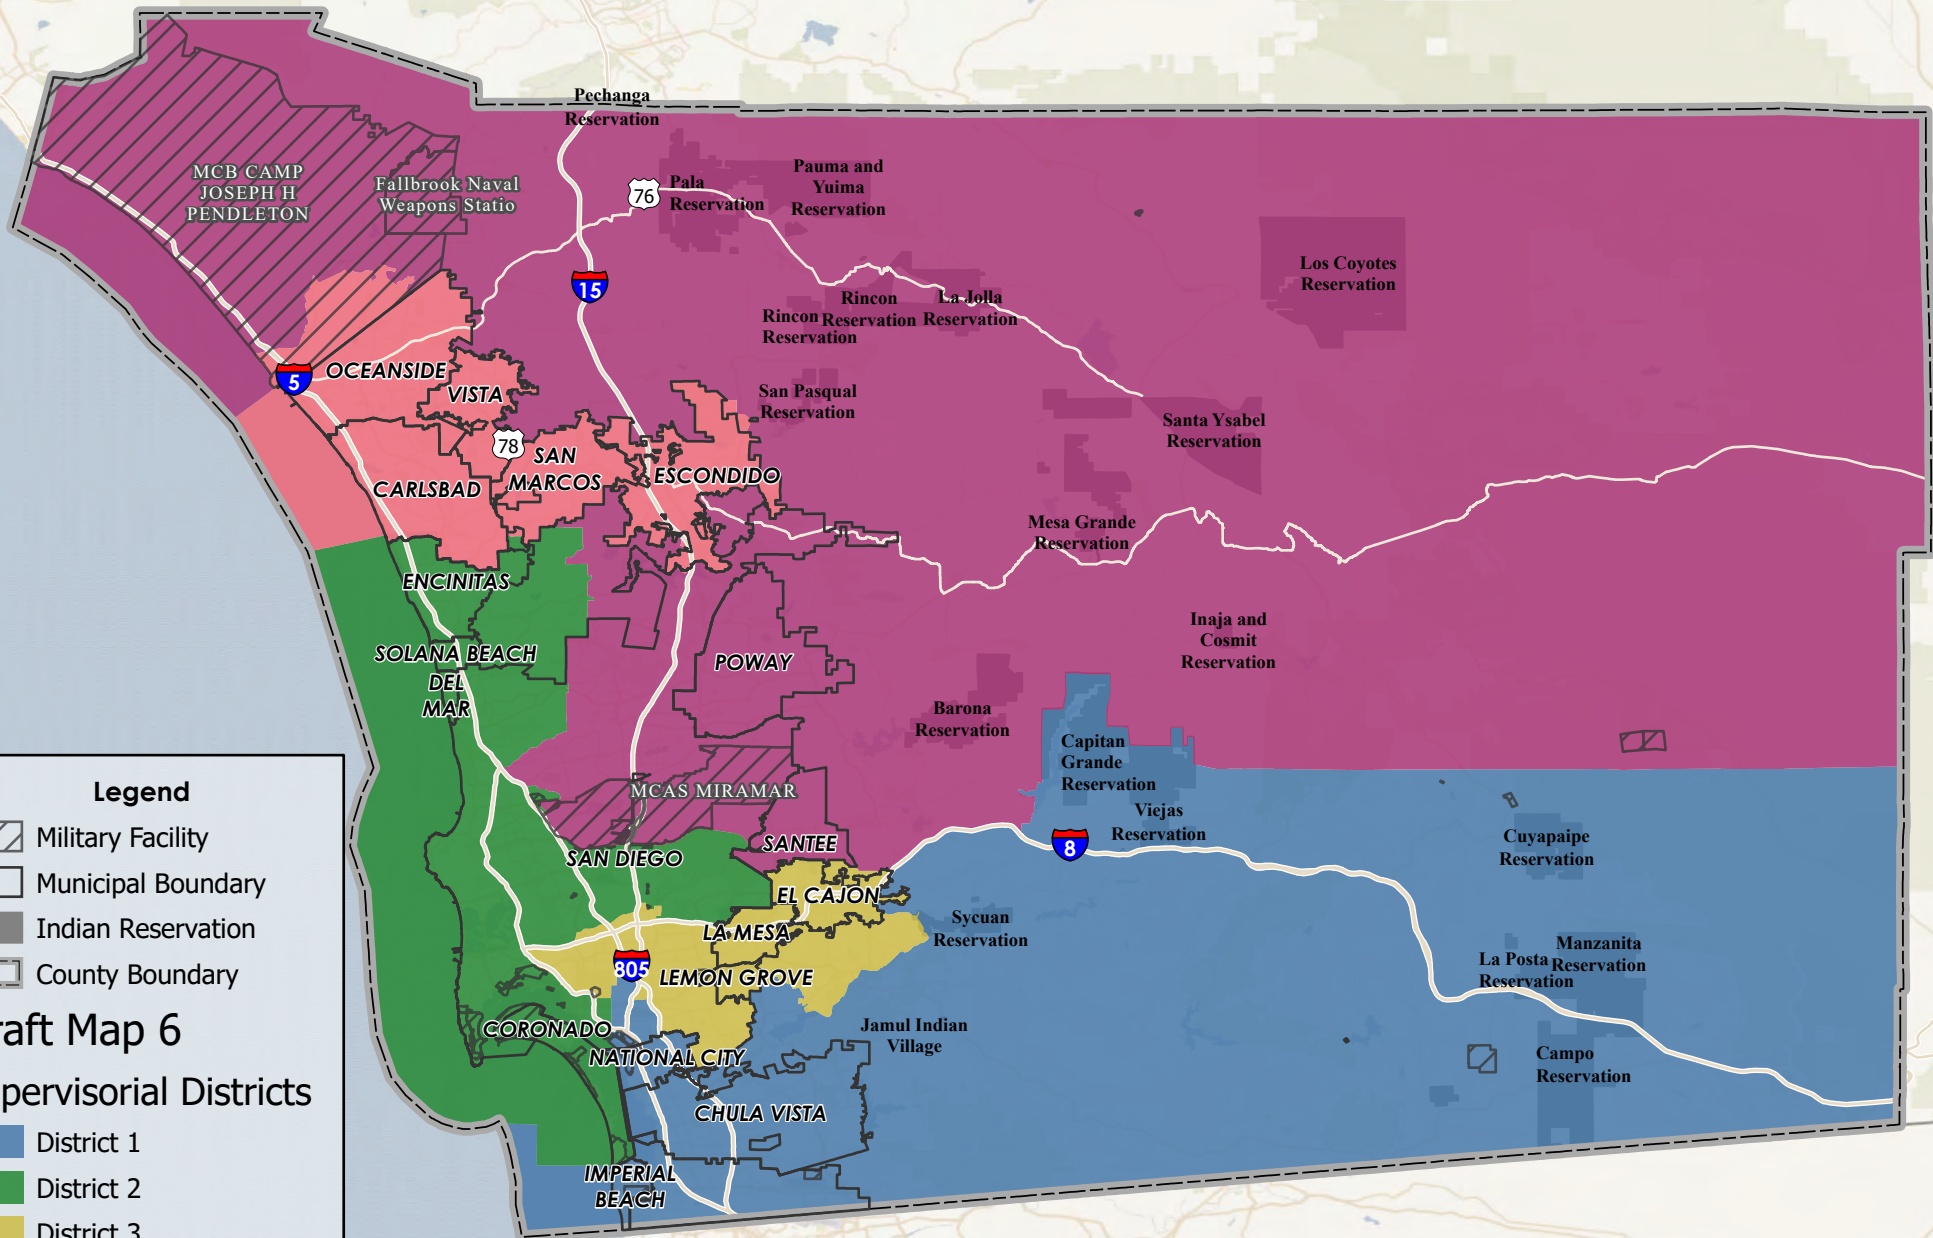 Pechanga
Reservation
MCB CAMP
JOSEPH H
PENDLETON
Fallbrook Naval
Weapons Statio
76
Pala
Reservation
Pauma and
Yuima
Reservation
Los Coyotes
Reservation
15
Rincon
Reservation
La Jolla
Reservation
Rincon
Reservation
5
OCEANSIDE
VISTA
San Pasqual
Reservation
Santa Ysabel
Reservation
78
SAN
MARCOS
ESCONDIDO
CARLSBAD
Mesa Grande
Reservation
ENCINITAS
Inaja and
Cosmit
Reservation
SOLANA BEACH
DEL
MAR
POWAY
Barona
Reservation
Capitan
Grande
Reservation
MCAS MIRAMAR
Viejas
Reservation
8
Cuyapaipe
Reservation
SANTEE
SAN DIEGO
EL CAJON
LA MESA
Sycuan
Reservation
805
LEMON GROVE
La Posta
Reservation
Manzanita
Reservation
CORONADO
Jamul Indian
Village
NATIONAL CITY
Campo
Reservation
CHULA VISTA
IMPERIAL
BEACH
Legend
Military Facility
Municipal Boundary
Indian Reservation
County Boundary
raft Map 6
pervisorial Districts
District 1
District 2
District 3